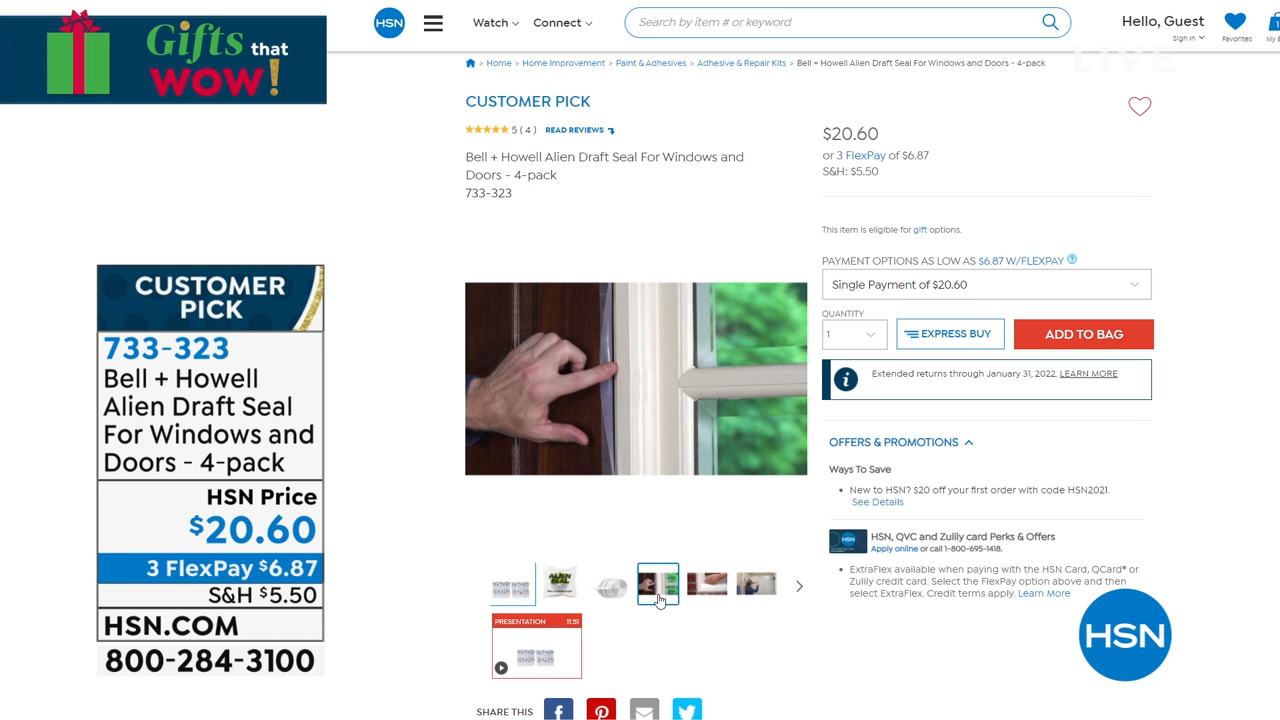 Gifts that
WOW!
HSN
Watch
Connect
Search by item # or keyword
Hello, Guest
Sign In
Favorites
LIVE
> Home > Home Improvement > Paint & Adhesives > Adhesive & Repair Kits > Bell + Howell Alien Draft Seal For Windows and Doors - 4-pack
CUSTOMER PICK
5 ( 4 ) READ REVIEWS
Bell + Howell Alien Draft Seal For Windows and
Doors - 4-pack
733-323
$20.60
or 3 FlexPay of $6.87
S&H: $5.50
This item is eligible for gift options.
PAYMENT OPTIONS AS LOW AS $6.87 W/FLEXPAY ?
Single Payment of $20.60
QUANTITY
1
EXPRESS BUY
ADD TO BAG
i Extended returns through January 31, 2022. LEARN MORE
OFFERS & PROMOTIONS
Ways To Save
• New to HSN? $20 off your first order with code HSN2021.
See Details
HSN, QVC and Zulily card Perks & Offers
Apply online or call 1-800-695-1418.
• ExtraFlex available when paying with the HSN Card, QCard® or
Zulily credit card. Select the FlexPay option above and then
select ExtraFlex. Credit terms apply. Learn More
HSN
CUSTOMER
PICK
733-323
Bell + Howell
Alien Draft Seal
For Windows and
Doors - 4-pack
HSN Price
$20.60
3 FlexPay $6.87
S&H $5.50
HSN.COM
800-284-3100
ALIEN
SEAL
PRESENTATION 11:51
SHARE THIS